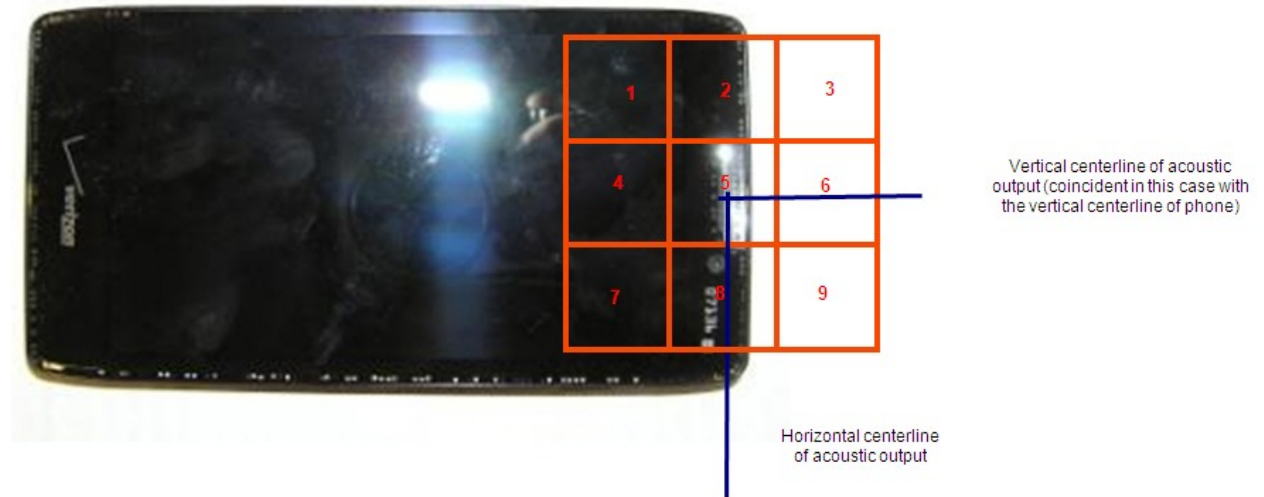 1
2
3
4
5
6
7
8
9
Vertical centerline of acoustic
output (coincident in this case with
the vertical centerline of phone)
verizon
Horizontal centerline
of acoustic output